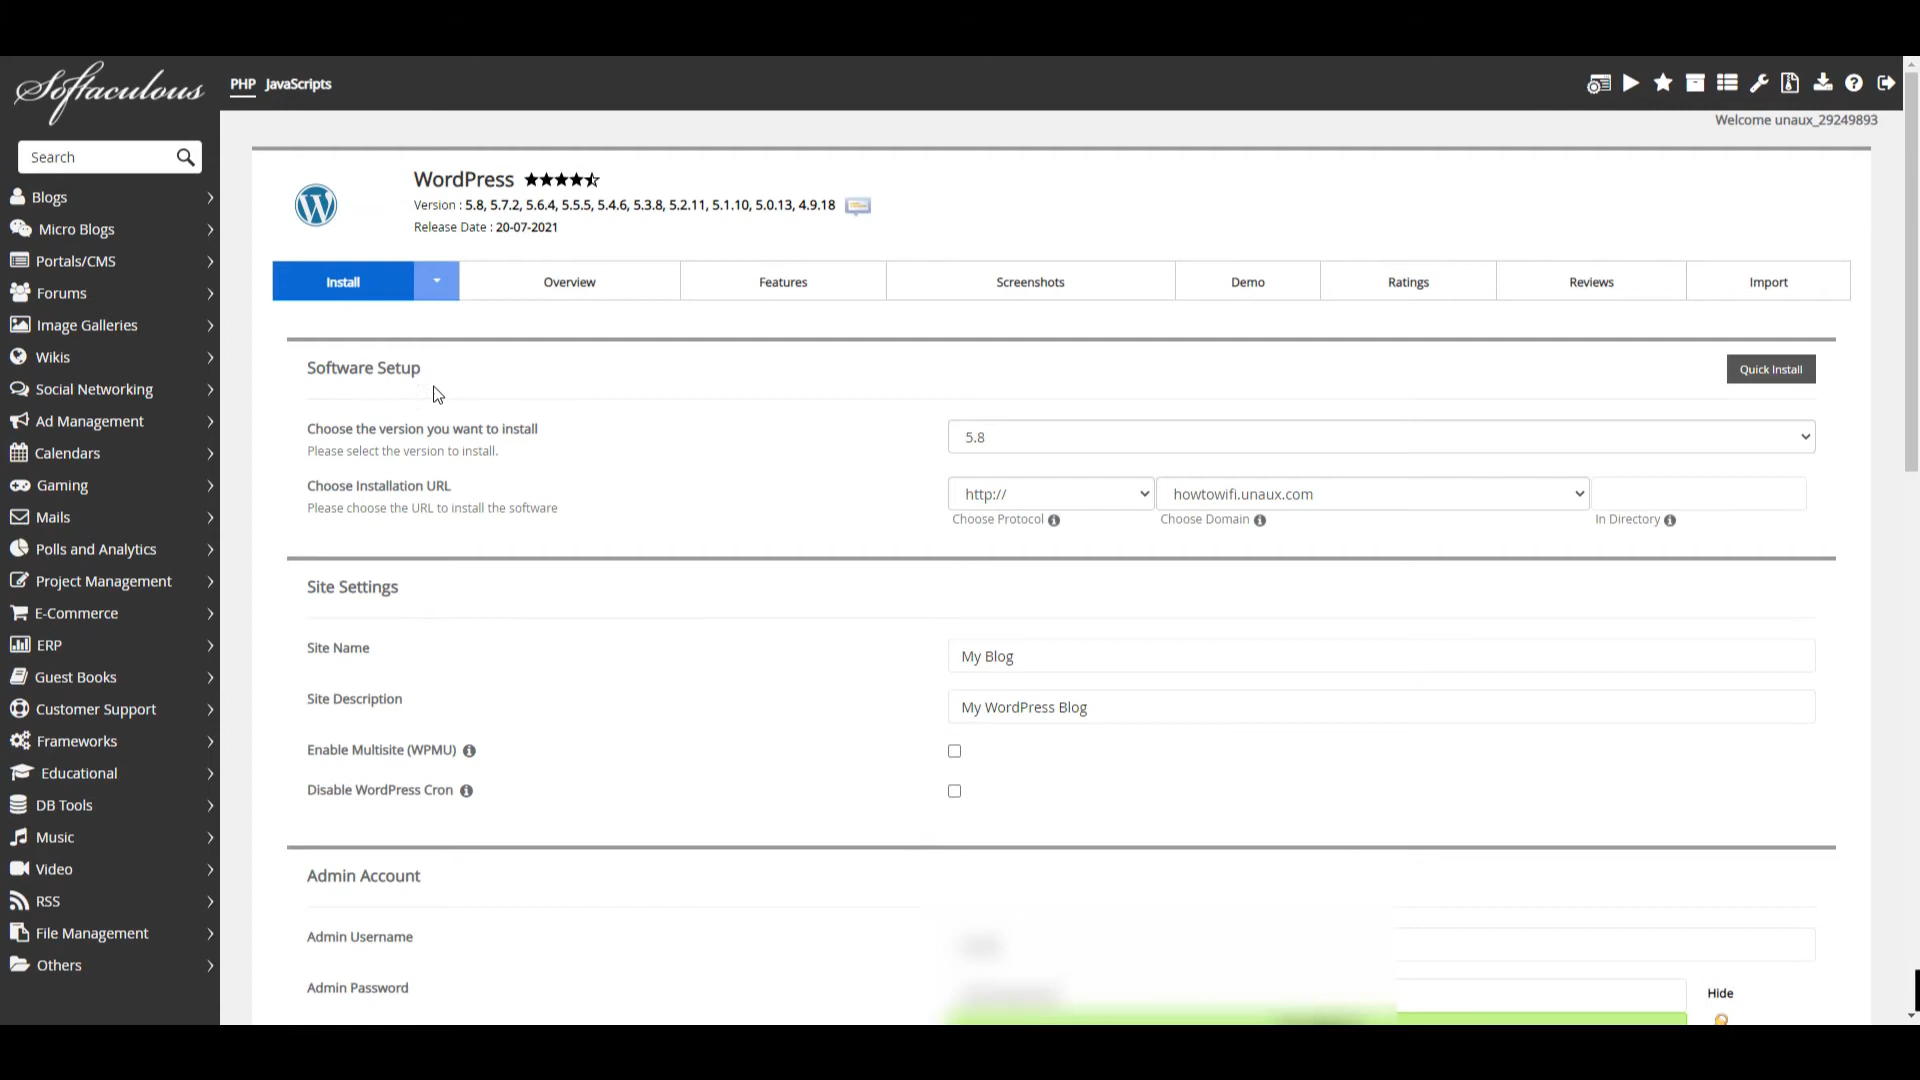 Softaculous
PHP JavaScripts
Welcome unaux_29249893
Search
Blogs
Micro Blogs
Portals/CMS
Forums
Image Galleries
Wikis
Social Networking
Ad Management
Calendars
Gaming
Mails
Polls and Analytics
Project Management
E-Commerce
ERP
Guest Books
Customer Support
Frameworks
Educational
DB Tools
Music
Video
RSS
File Management
Others
WordPress
Version : 5.8, 5.7.2, 5.6.4, 5.5.5, 5.4.6, 5.3.8, 5.2.11, 5.1.10, 5.0.13, 4.9.18
Release Date : 20-07-2021
Install Overview Features Screenshots Demo Ratings Reviews Import
Software Setup
Quick Install
Choose the version you want to install
Please select the version to install.
5.8
Choose Installation URL
Please choose the URL to install the software
http:// howtowifi.unaux.com
Choose Protocol Choose Domain In Directory
Site Settings
Site Name
My Blog
Site Description
My WordPress Blog
Enable Multisite (WPMU)
Disable WordPress Cron
Admin Account
Admin Username
Admin Password
Hide